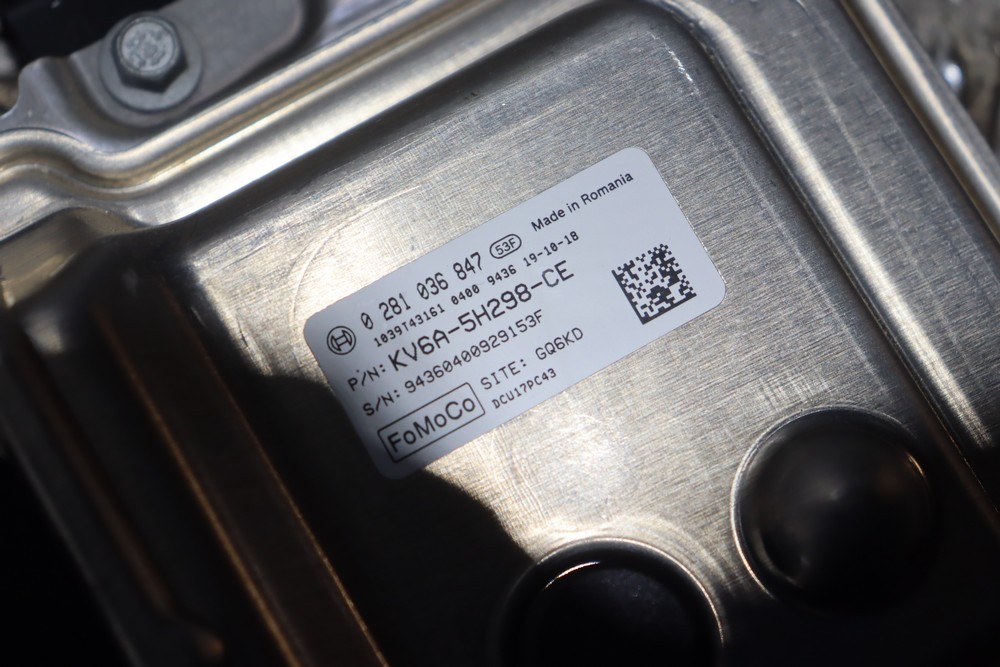 0 281 036 847 53F Made in Romania
1039T43161 0400 9436 19-10-18
P/N: KV6A-5H298-CE
S/N: 94360400929153F
FoMoCo SITE: GQ6KD
DCU17PC43